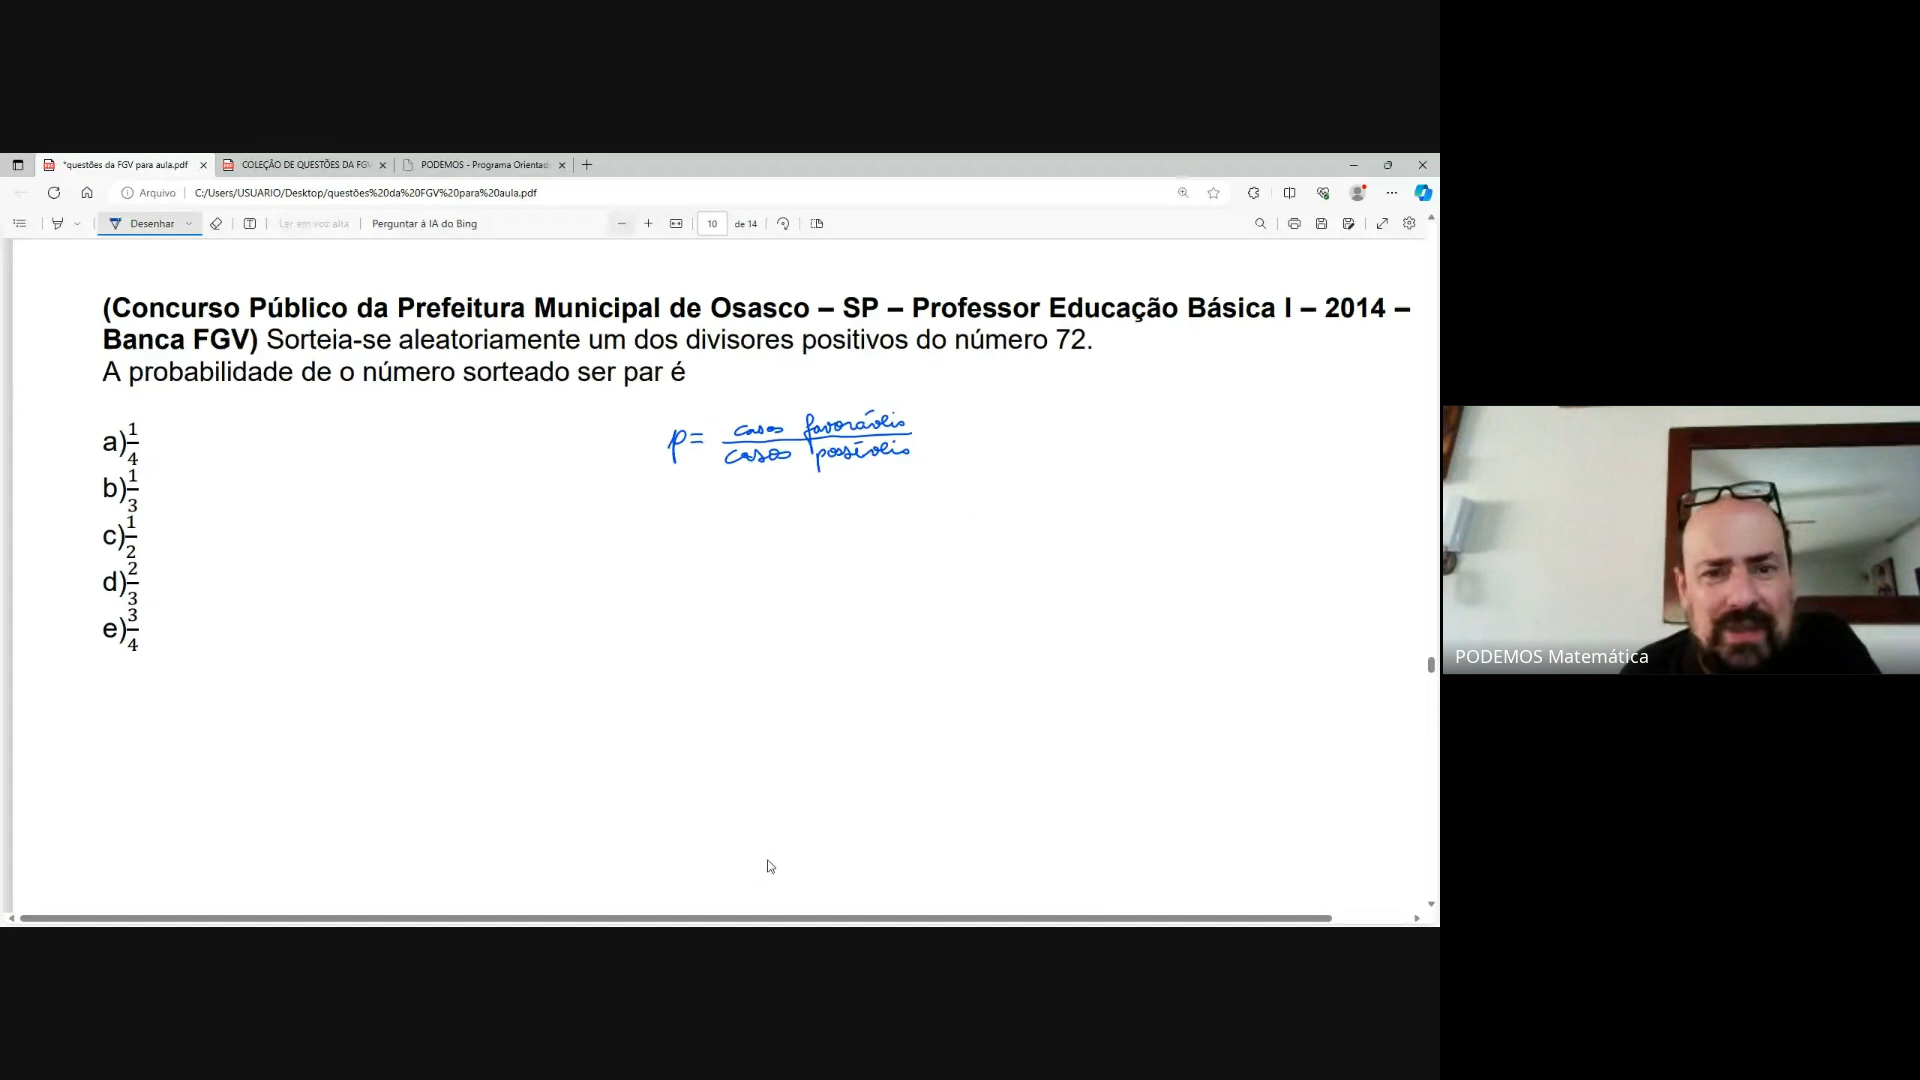 *questões da FGV para aula.pdf
COLEÇÃO DE QUESTÕES DA FG
PODEMOS - Programa Orientad
Arquivo
C:/Users/USUARIO/Desktop/questões%20da%20FGV%20para%20aula.pdf
Desenhar
Ler em voz alta
Perguntar à IA do Bing
10
de 14
(Concurso Público da Prefeitura Municipal de Osasco – SP – Professor Educação Básica I – 2014 –
Banca FGV) Sorteia-se aleatoriamente um dos divisores positivos do número 72.
A probabilidade de o número sorteado ser par é
a) 1/4
b) 1/3
c) 1/2
d) 2/3
e) 3/4
p = casos favoráveis / casos possíveis
PODEMOS Matemática